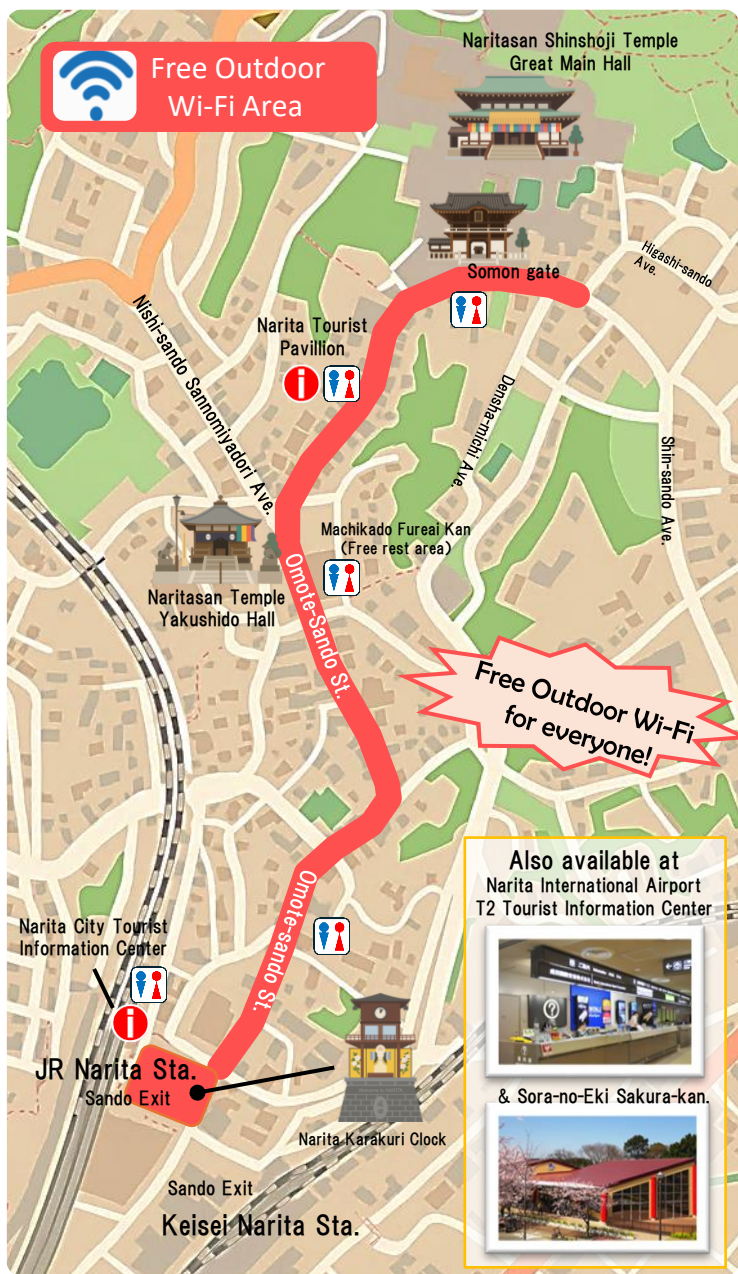 Free Outdoor
Wi-Fi Area
Naritasan Shinshoji Temple
Great Main Hall
Somon gate
Higashi-sando
Ave.
Narita Tourist
Pavillion
Nishi-sando Sannomiyadori Ave.
Densha-michi Ave.
Shin-sando Ave.
Machikado Fureai Kan
(Free rest area)
Naritasan Temple
Yakushido Hall
Omote-Sando St.
Free Outdoor Wi-Fi
for everyone!
Also available at
Narita International Airport
T2 Tourist Information Center
& Sora-no-Eki Sakura-kan.
Omote-sando St.
Narita City Tourist
Information Center
JR Narita Sta.
Sando Exit
Narita Karakuri Clock
Sando Exit
Keisei Narita Sta.